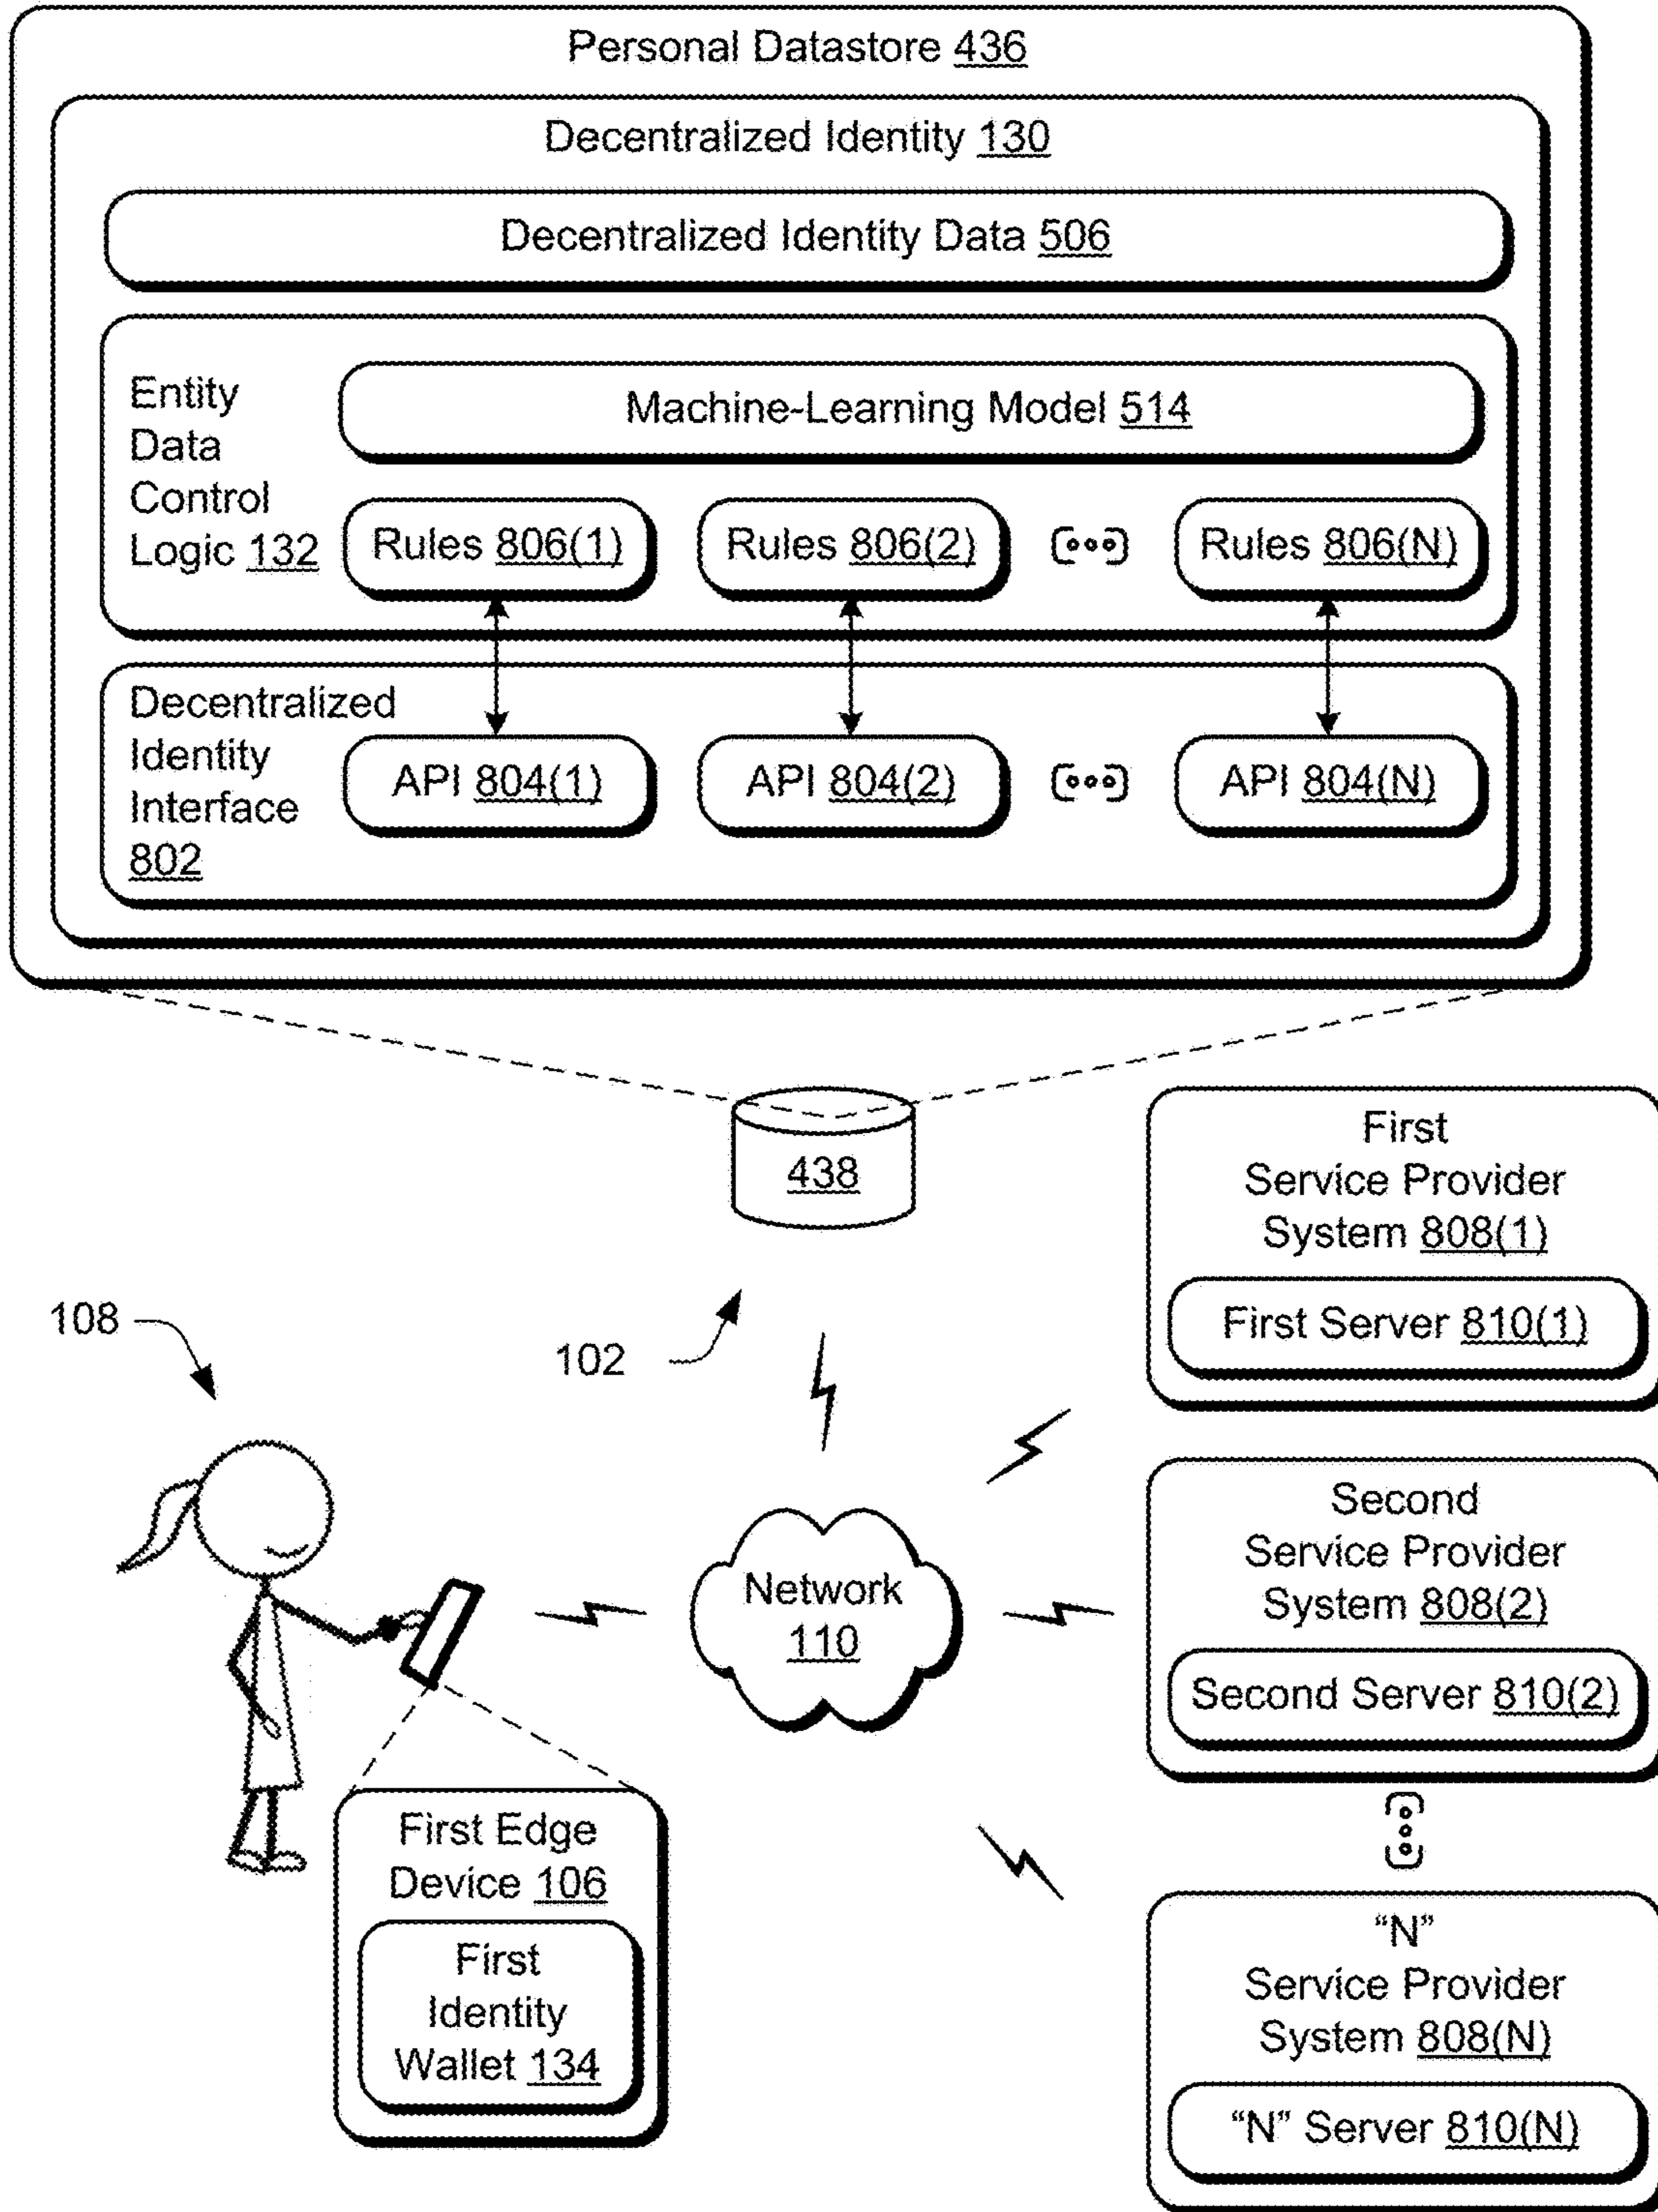 Personal Datastore 436
Decentralized Identity 130
Decentralized Identity Data 506
Entity
Data
Control
Logic 132
Machine-Learning Model 514
Rules 806(1)
Rules 806(2)
Rules 806(N)
Decentralized
Identity
Interface
802
API 804(1)
API 804(2)
API 804(N)
438
102
108
First
Service Provider
System 808(1)
First Server 810(1)
Second
Service Provider
System 808(2)
Second Server 810(2)
Network
110
First Edge
Device 106
First
Identity
Wallet 134
“N”
Service Provider
System 808(N)
“N” Server 810(N)